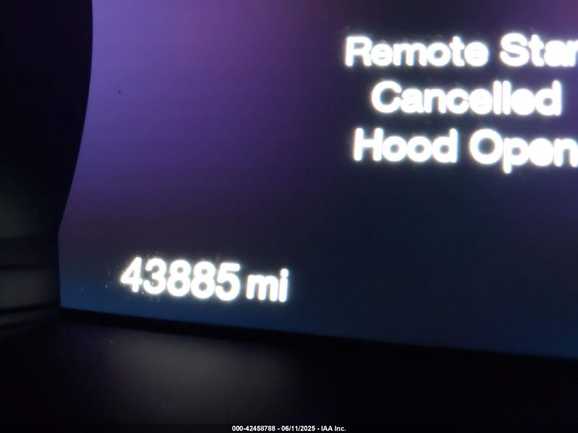 Remote Star
Cancelled
Hood Open
43885 mi
000-42458788 - 06/11/2025 - IAA Inc.